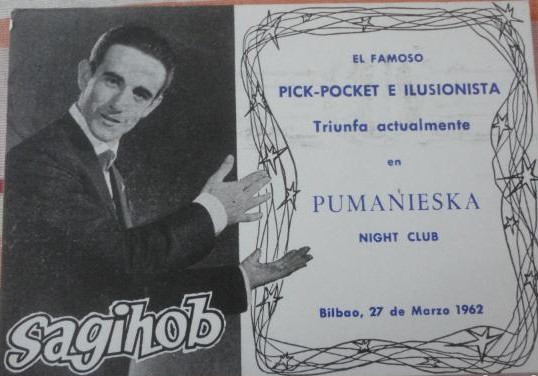 EL FAMOSO
PICK-POCKET E ILUSIONISTA
Triunfa actualmente
en
PUMANIESKA
NIGHT CLUB
Bilbao, 27 de Marzo 1962
sagihob